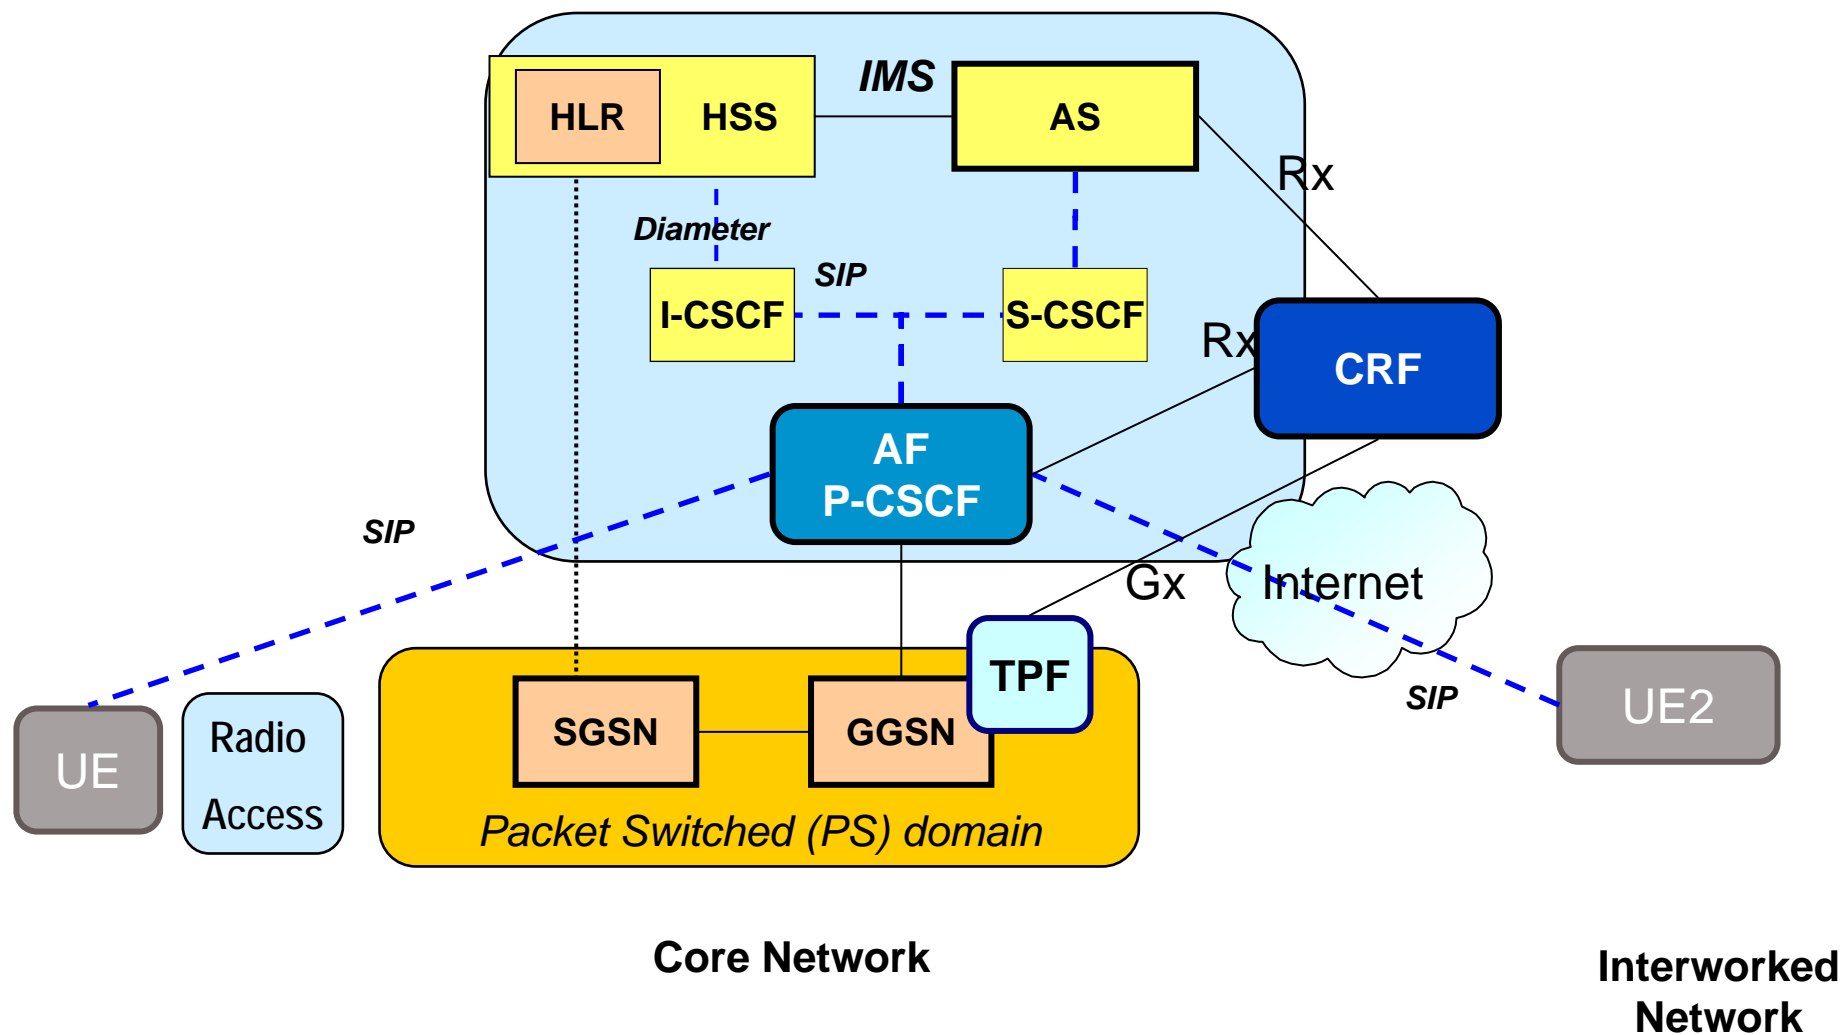 IMS
HLR
HSS
AS
Rx
Diameter
SIP
I-CSCF
S-CSCF
Rx
CRF
AF
P-CSCF
SIP
Gx
Internet
TPF
SIP
UE2
UE
Radio
Access
SGSN
GGSN
Packet Switched (PS) domain
Core Network
Interworked
Network